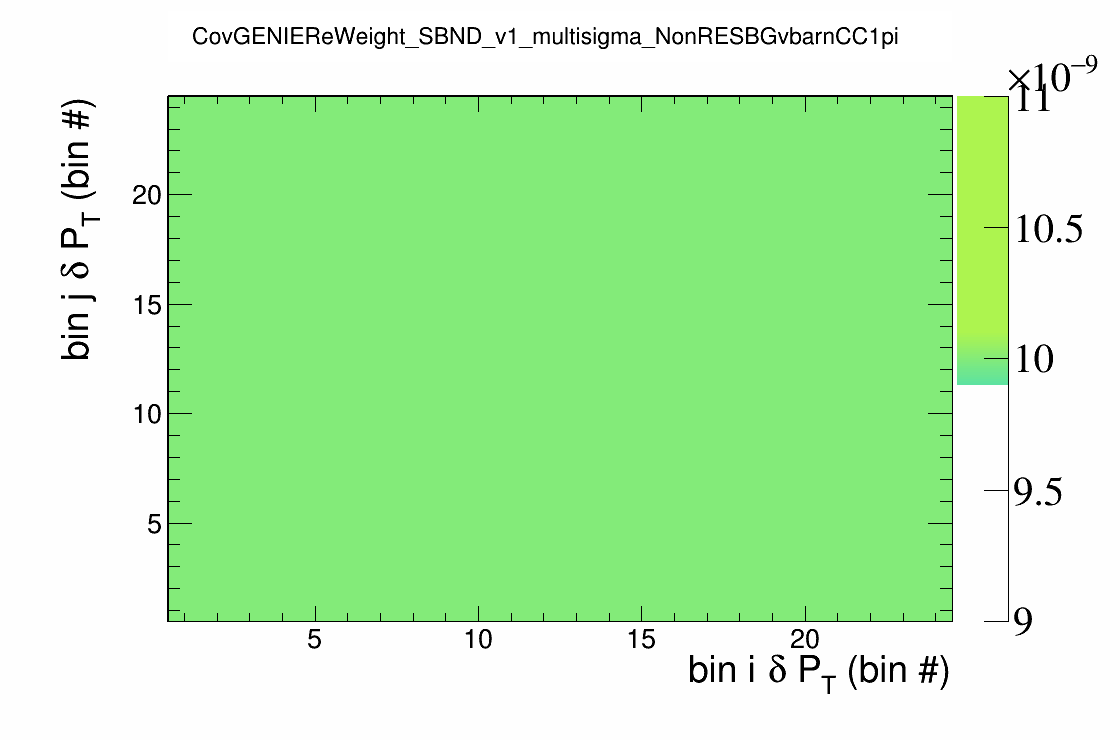 CovGENIEReWeight_SBND_v1_multisigma_NonRESBGvbarnCC1pi
×10⁻⁹
11
10.5
10
9.5
9
bin j δ P_T (bin #)
20
15
10
5
5 10 15 20
bin i δ P_T (bin #)